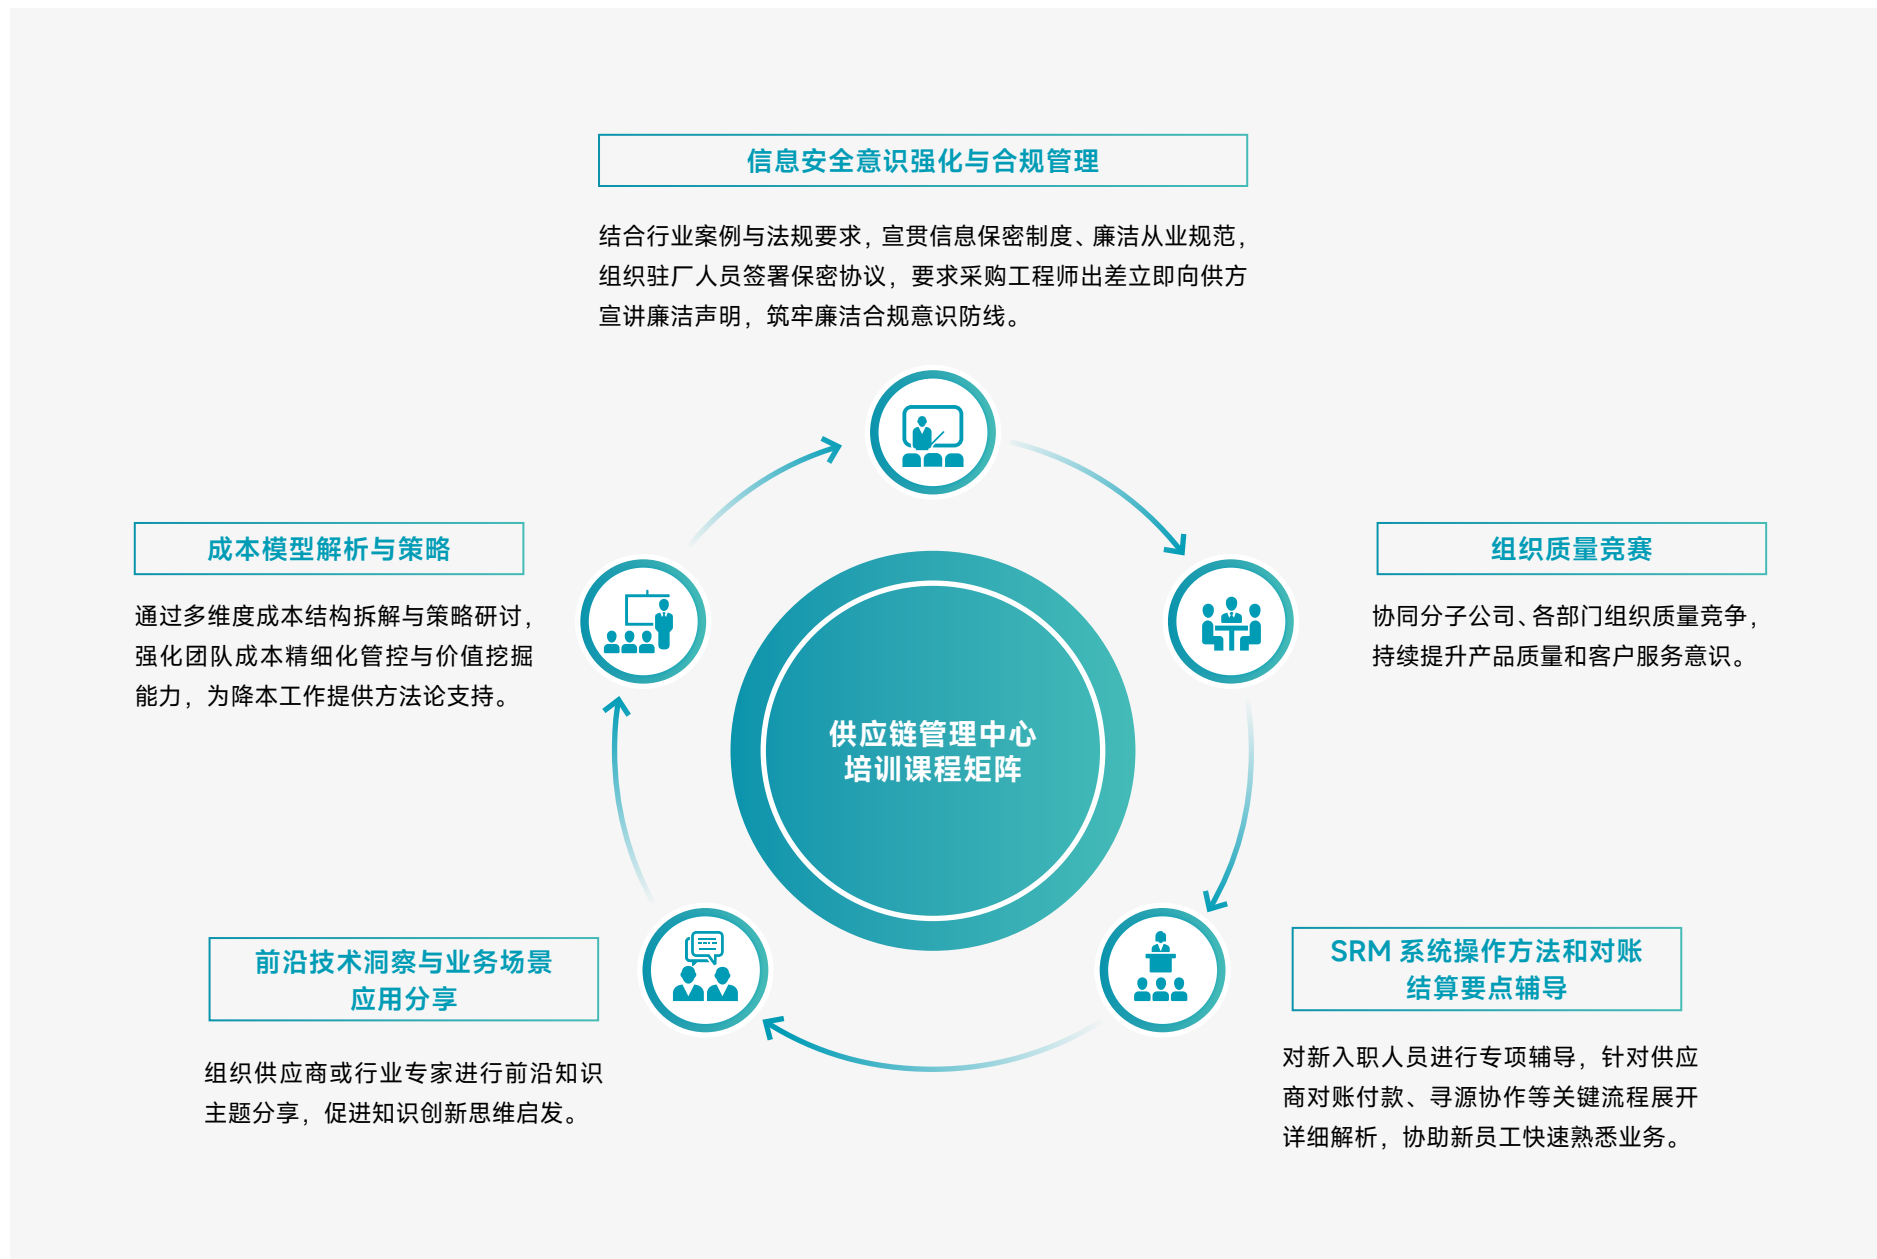 信息安全意识强化与合规管理
结合行业案例与法规要求，宣贯信息保密制度、廉洁从业规范，
组织驻厂人员签署保密协议，要求采购工程师出差立即向供方
宣讲廉洁声明，筑牢廉洁合规意识防线。
成本模型解析与策略
通过多维度成本结构拆解与策略研讨，
强化团队成本精细化管控与价值挖掘
能力，为降本工作提供方法论支持。
组织质量竞赛
协同分子公司、各部门组织质量竞争，
持续提升产品质量和客户服务意识。
供应链管理中心
培训课程矩阵
前沿技术洞察与业务场景
应用分享
组织供应商或行业专家进行前沿知识
主题分享，促进知识创新思维启发。
SRM 系统操作方法和对账
结算要点辅导
对新入职人员进行专项辅导，针对供应
商对账付款、寻源协作等关键流程展开
详细解析，协助新员工快速熟悉业务。